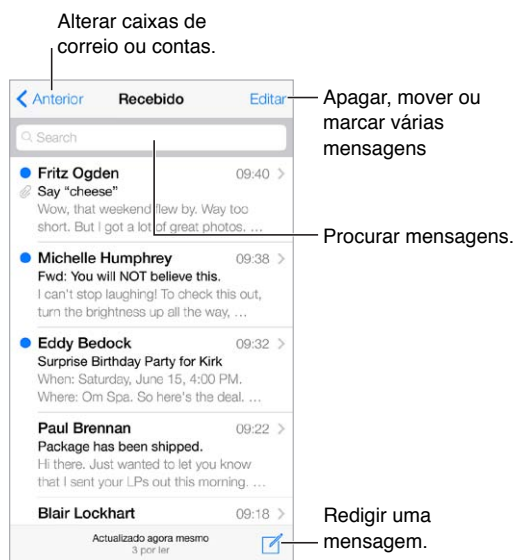 Alterar caixas de
correio ou contas.
Anterior
Recebido
Editar
Apagar, mover ou
marcar várias
mensagens
Search
Fritz Ogden 09:40
Say “cheese”
Wow, that weekend flew by. Way too
short. But I got a lot of great photos. …
Procurar mensagens.
Michelle Humphrey 09:38
Fwd: You will NOT believe this.
I can't stop laughing! To check this out,
turn the brightness up all the way, …
Eddy Bedock 09:32
Surprise Birthday Party for Kirk
When: Saturday, June 15, 4:00 PM.
Where: Om Spa. So here's the deal. …
Paul Brennan 09:22
Package has been shipped.
Hi there. Just wanted to let you know
that I sent your LPs out this morning. …
Blair Lockhart 09:18
Actualizado agora mesmo
3 por ler
Redigir uma
mensagem.